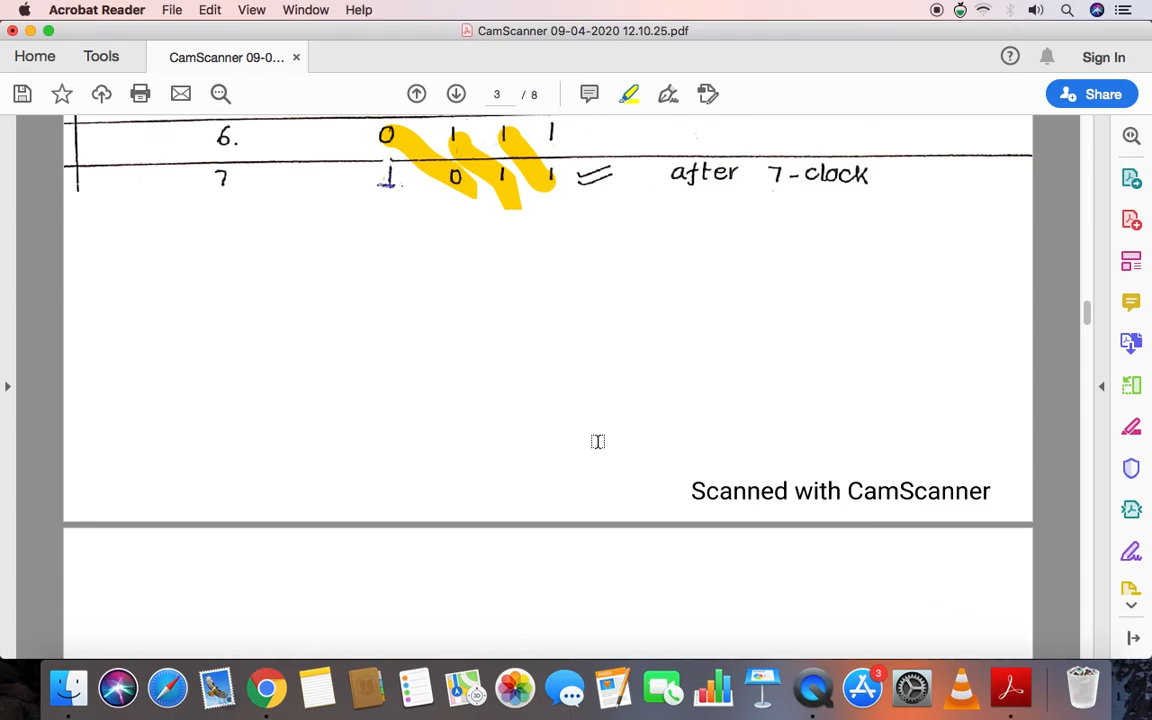 Acrobat Reader File Edit View Window Help
CamScanner 09-04-2020 12.10.25.pdf
Home Tools CamScanner 09-0... × Sign In
3 / 8 Share
6. 0 1 1 1
7 1 0 1 1 after 7-clock
Scanned with CamScanner
3